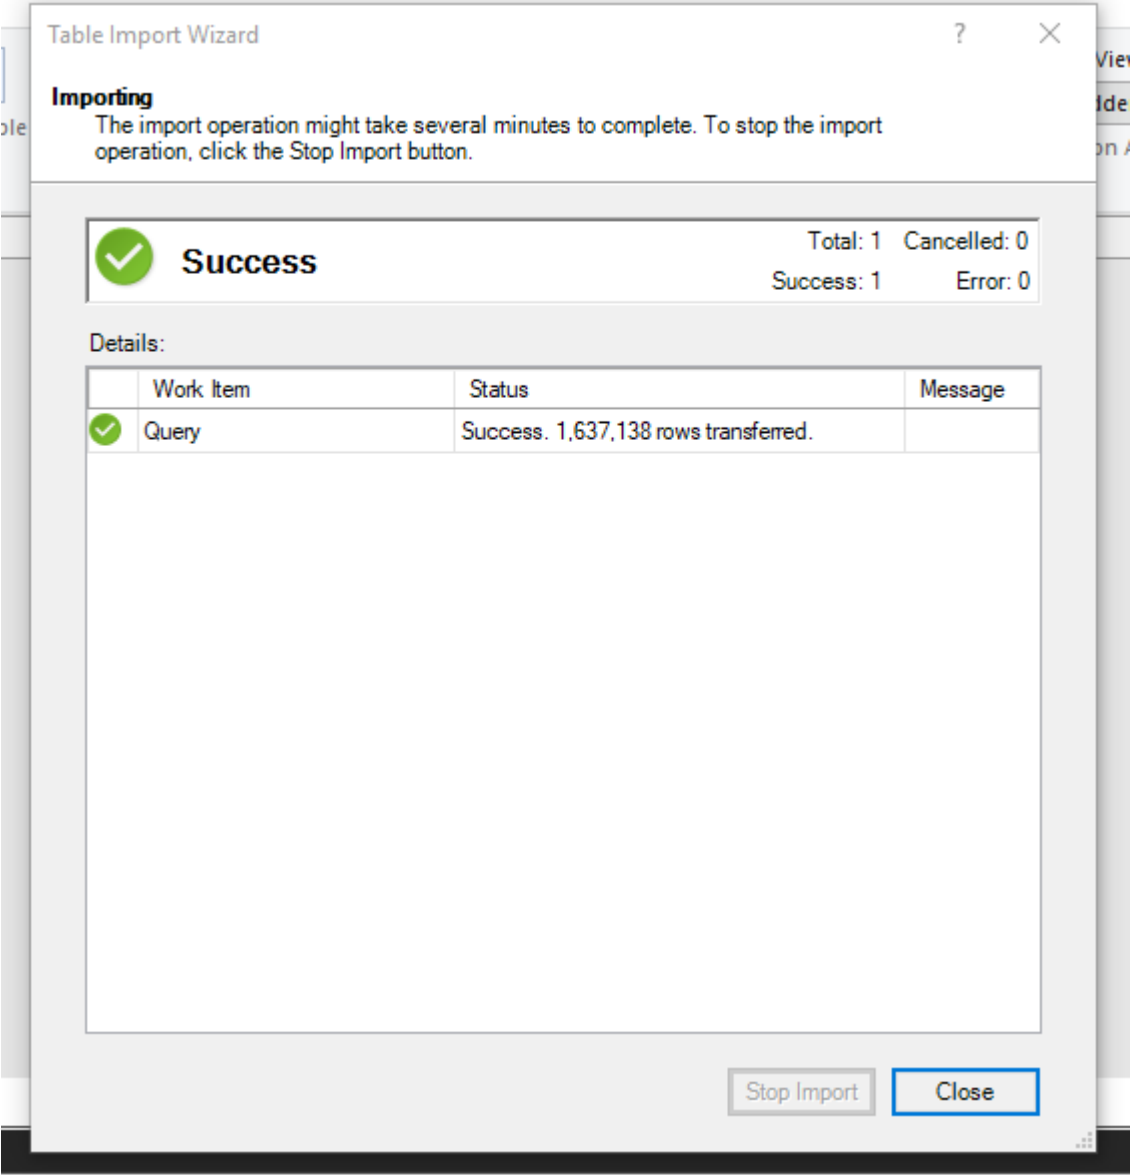 Table Import Wizard ? ×
Importing
The import operation might take several minutes to complete. To stop the import
operation, click the Stop Import button.
Success
Total: 1 Cancelled: 0
Success: 1 Error: 0
Details:
Work Item Status Message
Query Success. 1,637,138 rows transferred.
Stop Import Close